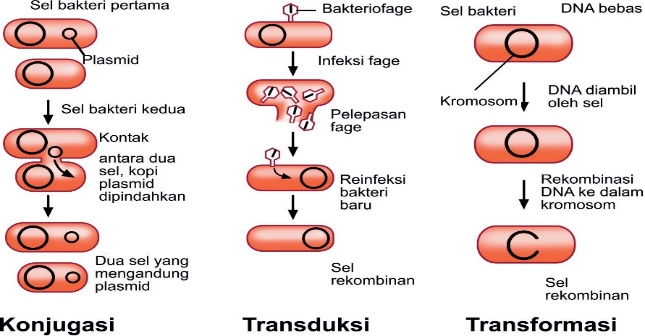 Sel bakteri pertama
Plasmid
Sel bakteri kedua
Kontak
antara dua
sel, kopi
plasmid
dipindahkan
Dua sel yang
mengandung
plasmid
Konjugasi
Bakteriofage
Infeksi fage
Pelepasan
fage
Reinfeksi
bakteri
baru
Sel
rekombinan
Transduksi
Sel bakteri
DNA bebas
Kromosom
DNA diambil
oleh sel
Rekombinasi
DNA ke dalam
kromosom
Sel
rekombinan
Transformasi